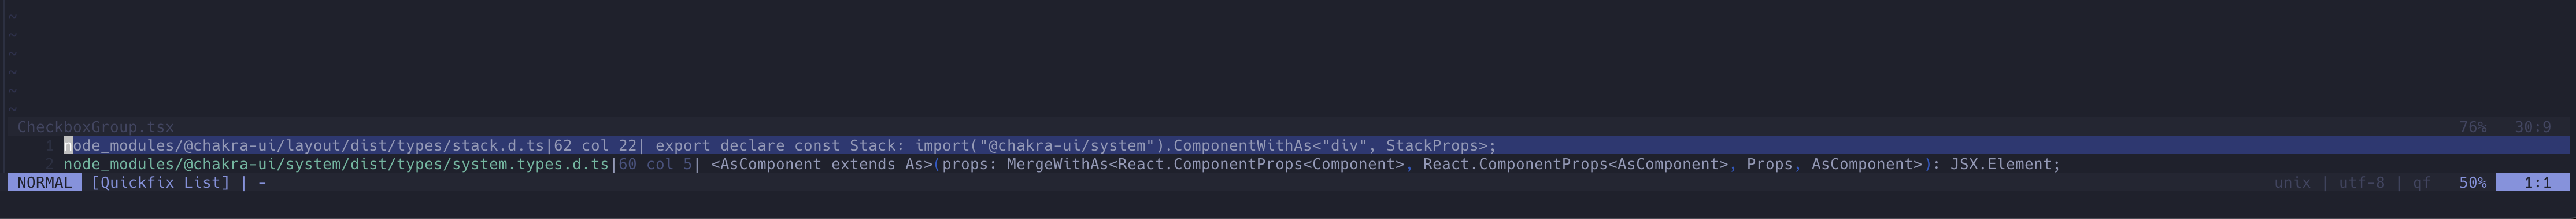 ~
~
~
~
~
~
CheckboxGroup.tsx 76% 30:9
1 node_modules/@chakra-ui/layout/dist/types/stack.d.ts|62 col 22| export declare const Stack: import("@chakra-ui/system").ComponentWithAs<"div", StackProps>;
2 node_modules/@chakra-ui/system/dist/types/system.types.d.ts|60 col 5| <AsComponent extends As>(props: MergeWithAs<React.ComponentProps<Component>, React.ComponentProps<AsComponent>, Props, AsComponent>): JSX.Element;
NORMAL [Quickfix List] | - unix | utf-8 | qf 50% 1:1